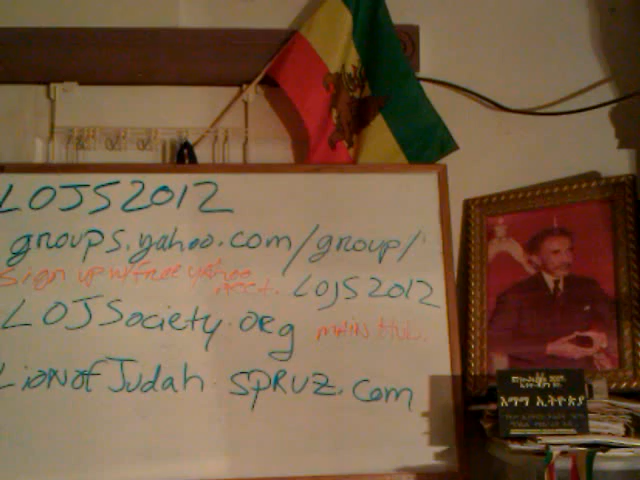 LOJS2012
groups.yahoo.com/group/
sign up w/free yahoo
acct. LOJS2012
LOJSociety.org main Hub.
LionofJudah.SPRUZ.com
እማማ ኢትዮጵያ